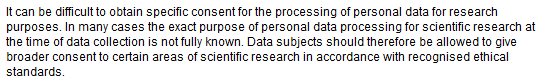 It can be difficult to obtain specific consent for the processing of personal data for research
purposes. In many cases the exact purpose of personal data processing for scientific research at
the time of data collection is not fully known. Data subjects should therefore be allowed to give
broader consent to certain areas of scientific research in accordance with recognised ethical
standards.